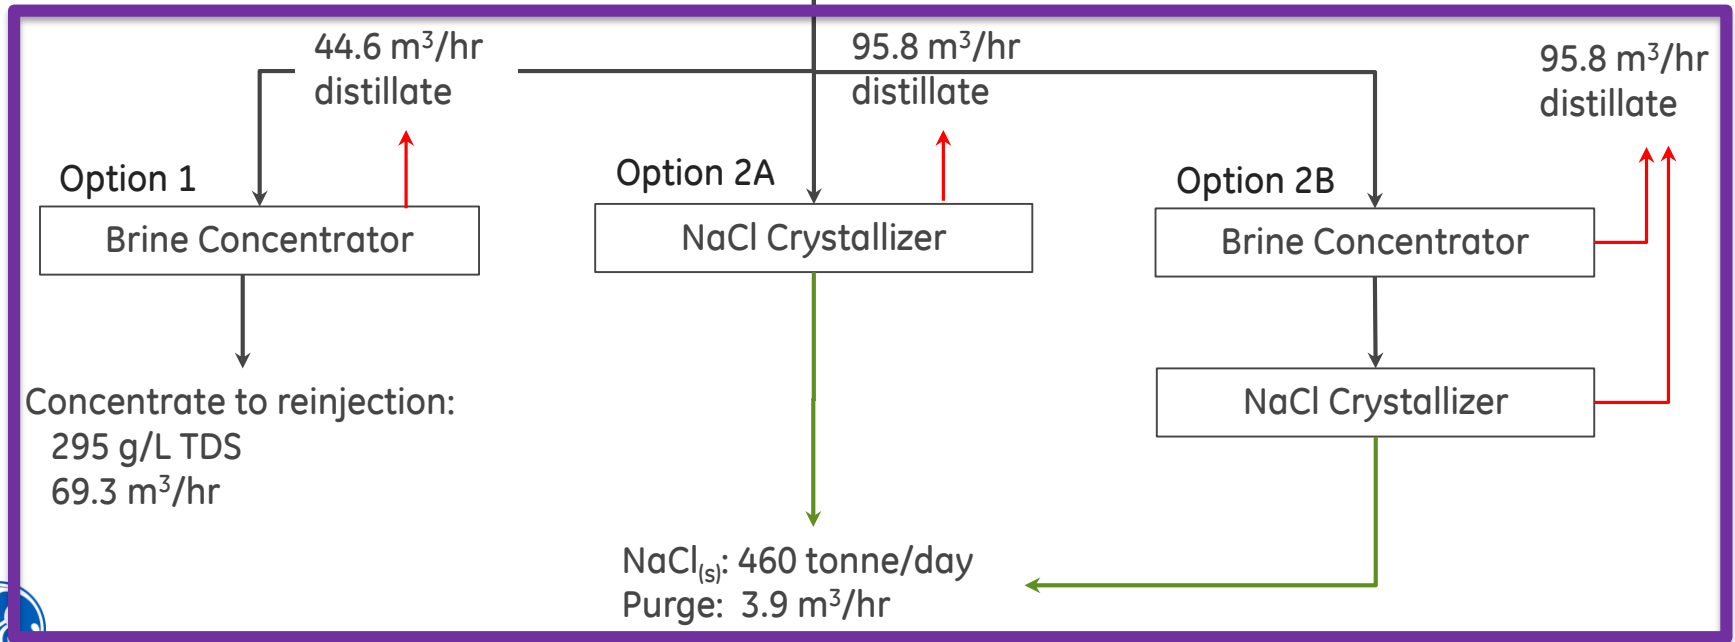 44.6 m³/hr
distillate
95.8 m³/hr
distillate
95.8 m³/hr
distillate
Option 1
Brine Concentrator
Option 2A
NaCl Crystallizer
Option 2B
Brine Concentrator
NaCl Crystallizer
Concentrate to reinjection:
295 g/L TDS
69.3 m³/hr
NaCl(s): 460 tonne/day
Purge: 3.9 m³/hr